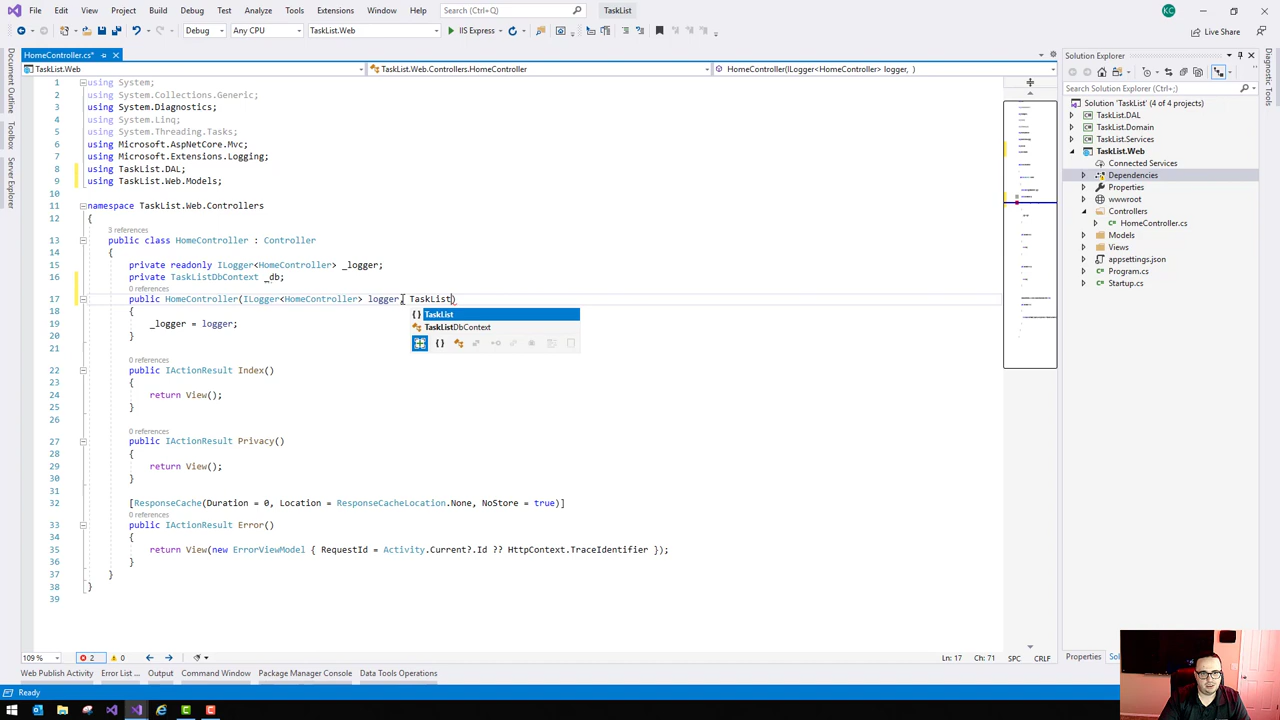 File Edit View Project Build Debug Test Analyze Tools Extensions Window Help Search (Ctrl+Q) TaskList KC
Debug Any CPU TaskList.Web IIS Express Live Share
HomeController.cs*
TaskList.Web TaskList.Web.Controllers.HomeController HomeController(ILogger<HomeController> logger, )
Document Outline
Toolbox
Server Explorer
1 using System;
2 using System.Collections.Generic;
3 using System.Diagnostics;
4 using System.Linq;
5 using System.Threading.Tasks;
6 using Microsoft.AspNetCore.Mvc;
7 using Microsoft.Extensions.Logging;
8 using TaskList.DAL;
9 using TaskList.Web.Models;
10
11 namespace TaskList.Web.Controllers
12 {
3 references
13 public class HomeController : Controller
14 {
15 private readonly ILogger<HomeController> _logger;
16 private TaskListDbContext _db;
0 references
17 public HomeController(ILogger<HomeController> logger, TaskList)
{ } TaskList
TaskListDbContext
{ }
18 {
19 _logger = logger;
20 }
21
0 references
22 public IActionResult Index()
23 {
24 return View();
25 }
26
0 references
27 public IActionResult Privacy()
28 {
29 return View();
30 }
31
32 [ResponseCache(Duration = 0, Location = ResponseCacheLocation.None, NoStore = true)]
0 references
33 public IActionResult Error()
34 {
35 return View(new ErrorViewModel { RequestId = Activity.Current?.Id ?? HttpContext.TraceIdentifier });
36 }
37 }
38 }
39
Solution Explorer
Search Solution Explorer (Ctrl+;)
Solution 'TaskList' (4 of 4 projects)
TaskList.DAL
TaskList.Domain
TaskList.Services
TaskList.Web
Connected Services
Dependencies
Properties
wwwroot
Controllers
HomeController.cs
Models
Views
appsettings.json
Program.cs
Startup.cs
Diagnostic Tools
109 % 2 0 Ln: 17 Ch: 71 SPC CRLF
Properties
Web Publish Activity Error List ... Output Command Window Package Manager Console Data Tools Operations
Ready